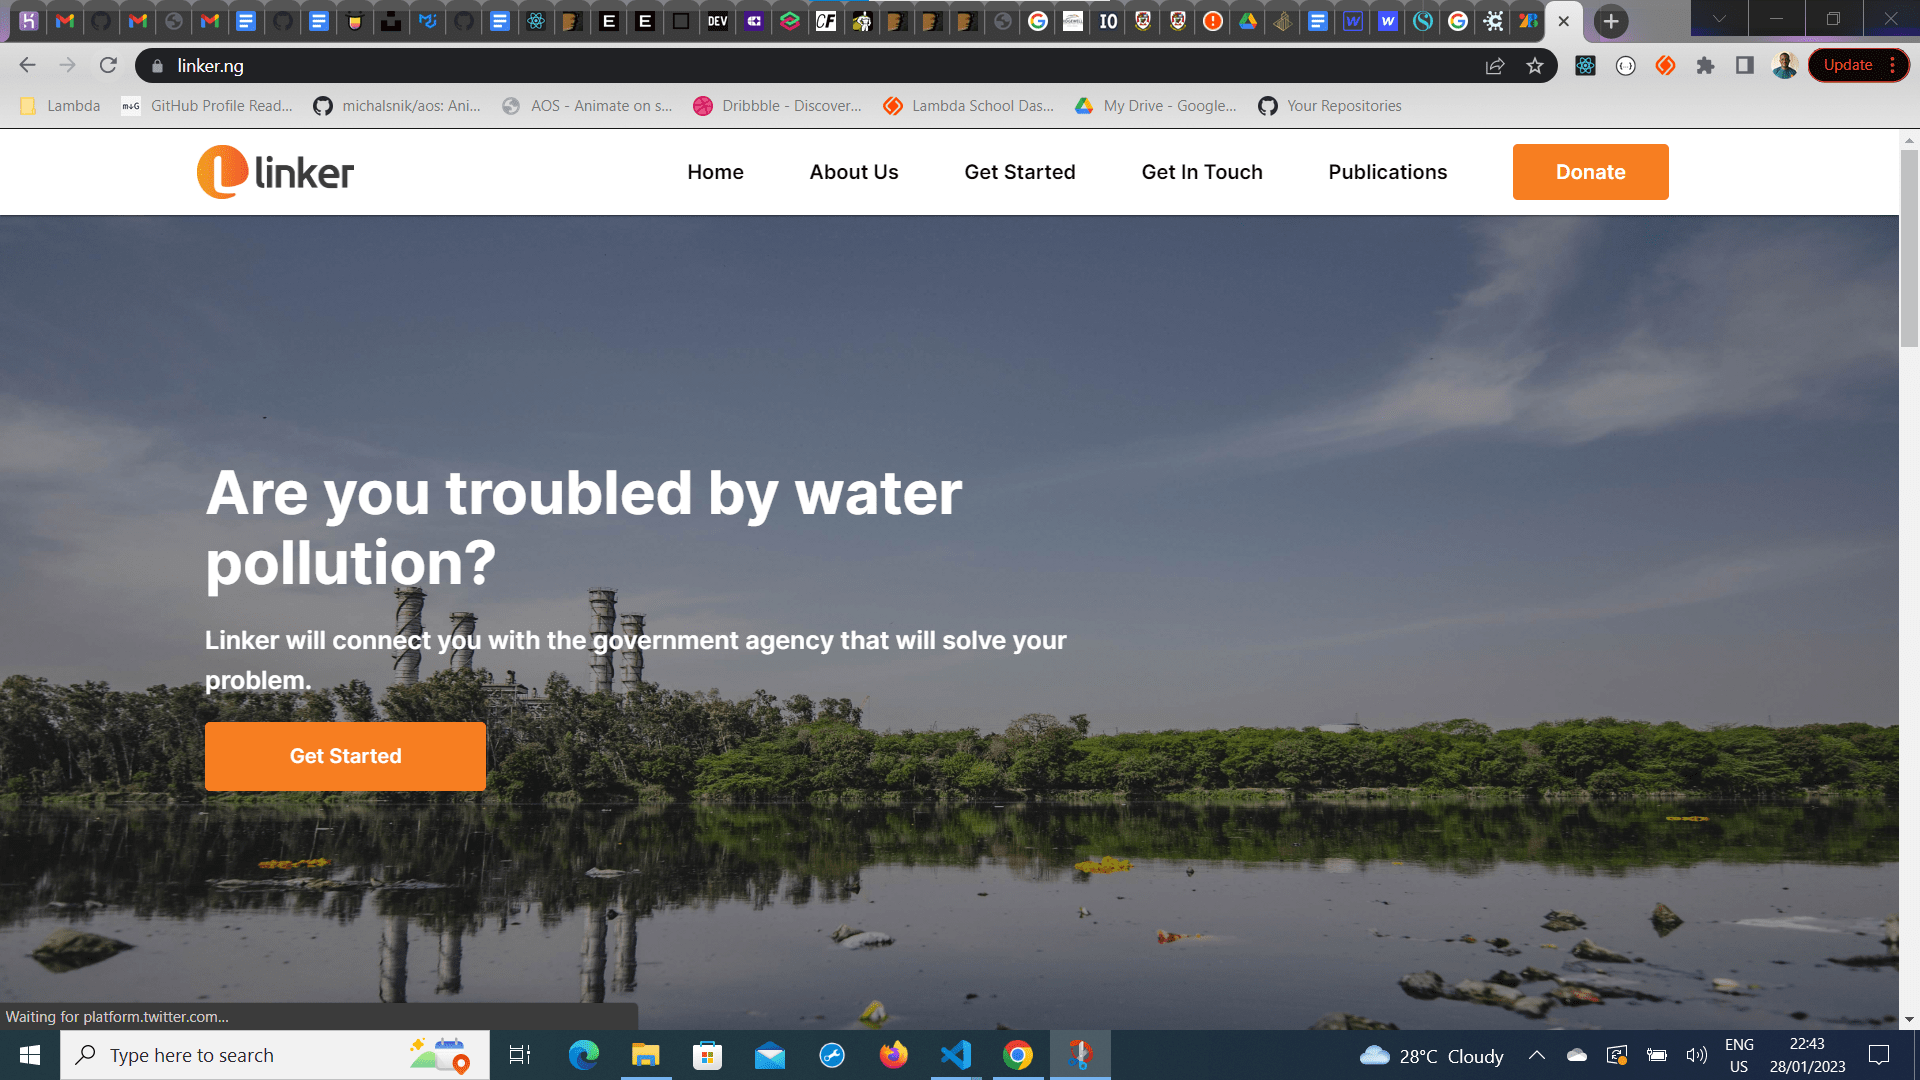 linker.ng
Update
Lambda
m+G GitHub Profile Read...
michalsnik/aos: Ani...
AOS - Animate on s...
Dribbble - Discover...
Lambda School Das...
My Drive - Google...
Your Repositories
linker
Home
About Us
Get Started
Get In Touch
Publications
Donate
Are you troubled by water
pollution?
Linker will connect you with the government agency that will solve your
problem.
Get Started
Waiting for platform.twitter.com...
Type here to search
28°C Cloudy
ENG
US
22:43
28/01/2023